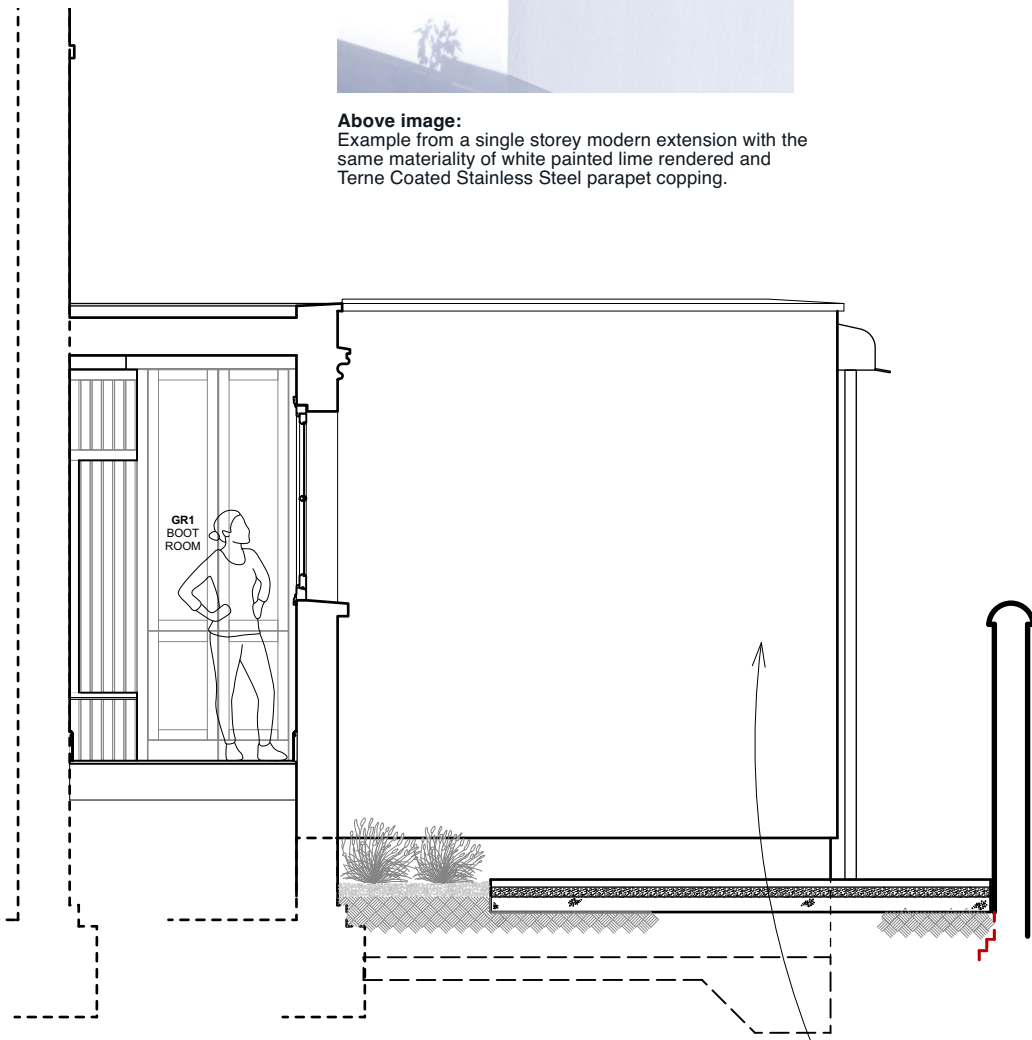 Above image:
Example from a single storey modern extension with the
same materiality of white painted lime rendered and
Terne Coated Stainless Steel parapet copping.
GR1
BOOT
ROOM